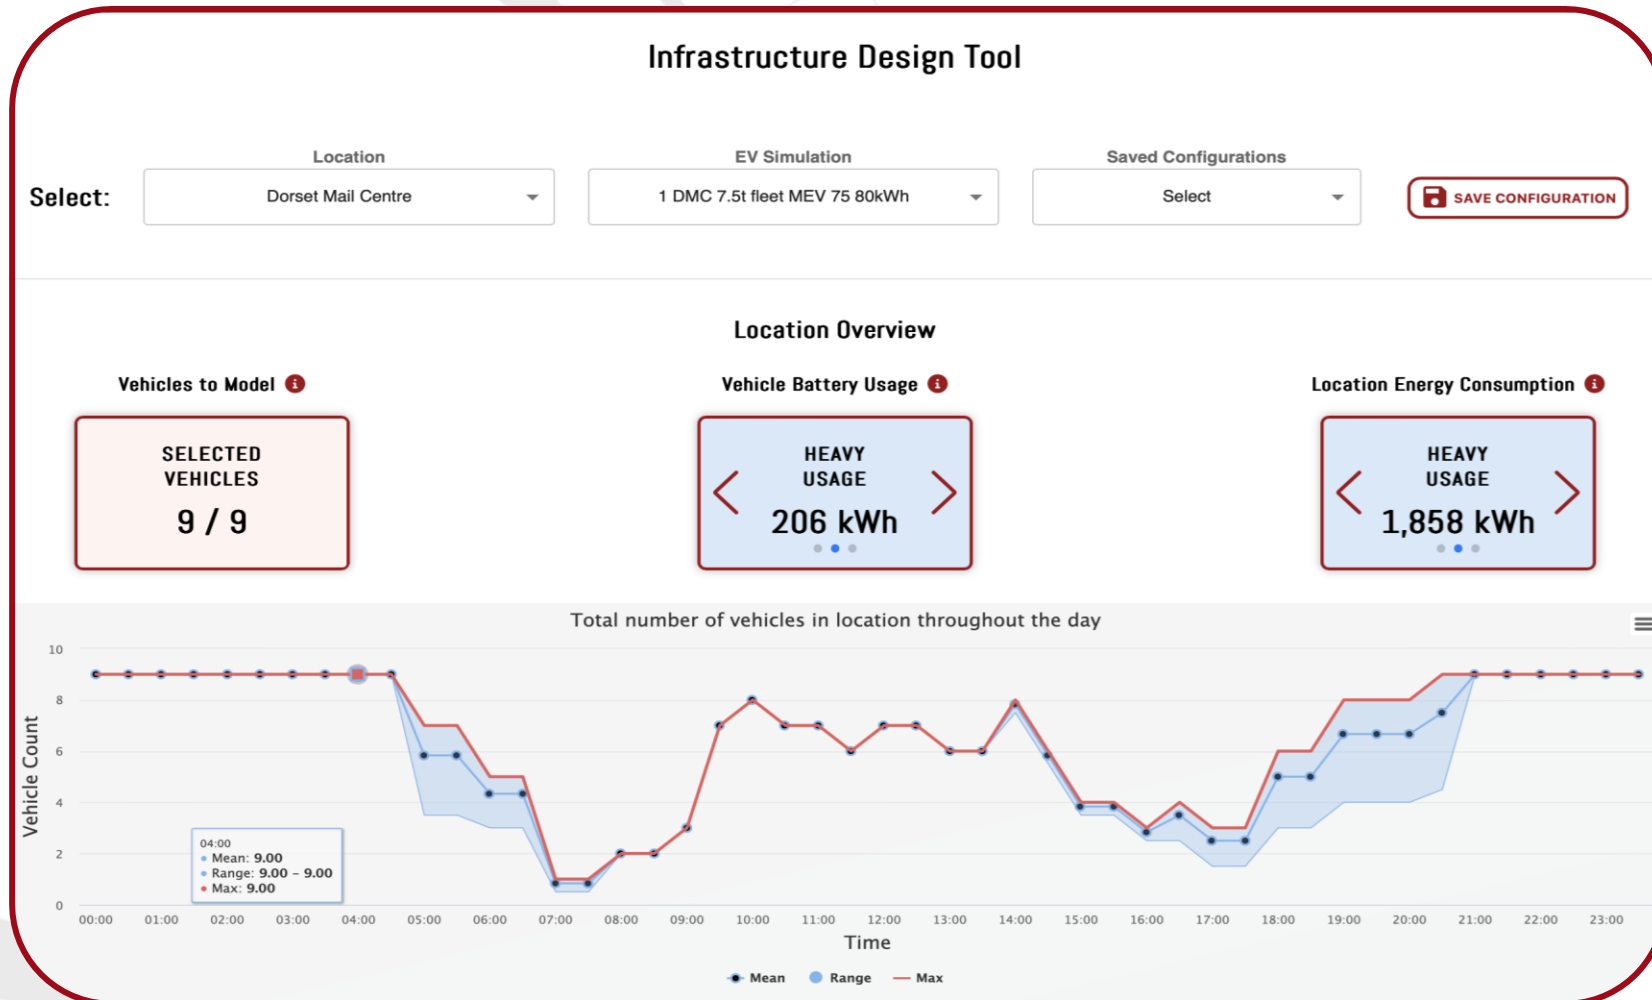 Infrastructure Design Tool
Location
EV Simulation
Saved Configurations
Select:
Dorset Mail Centre
1 DMC 7.5t fleet MEV 75 80kWh
Select
SAVE CONFIGURATION
Location Overview
Vehicles to Model
Vehicle Battery Usage
Location Energy Consumption
SELECTED
VEHICLES
9 / 9
HEAVY
USAGE
206 kWh
HEAVY
USAGE
1,858 kWh
Total number of vehicles in location throughout the day
Vehicle Count
10
8
6
4
2
0
04:00
Mean: 9.00
Range: 9.00 – 9.00
Max: 9.00
00:00 01:00 02:00 03:00 04:00 05:00 06:00 07:00 08:00 09:00 10:00 11:00 12:00 13:00 14:00 15:00 16:00 17:00 18:00 19:00 20:00 21:00 22:00 23:00
Time
Mean Range Max